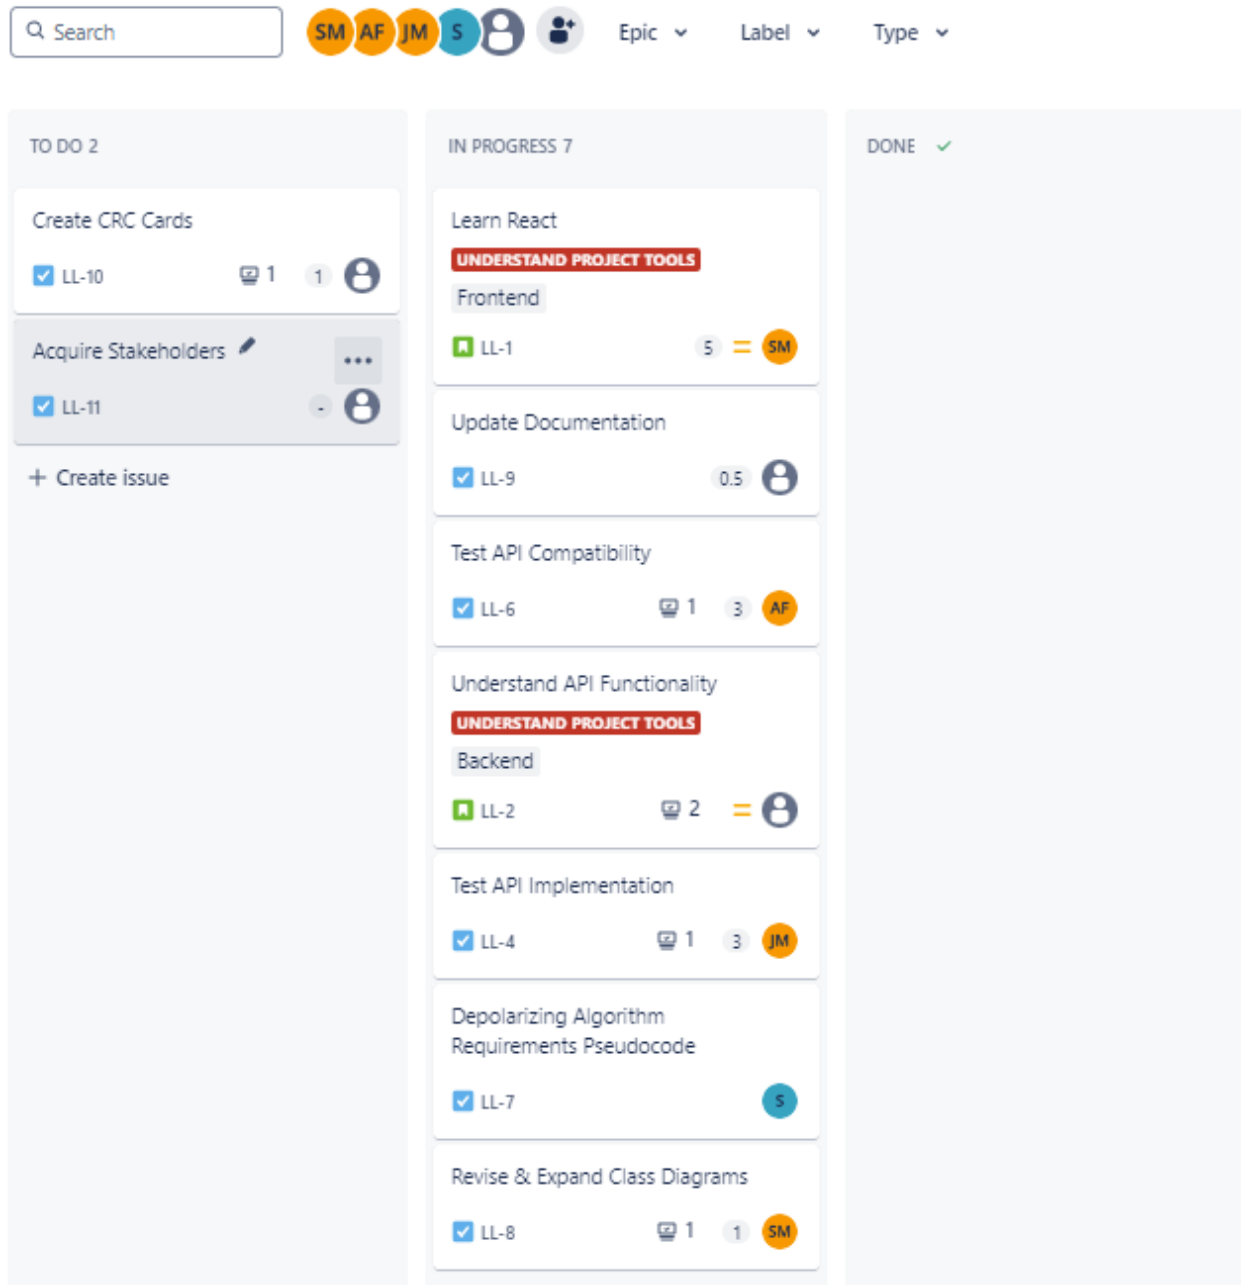 Search
SM AF JM S
Epic Label Type
TO DO 2
Create CRC Cards
LL-10 1 1
Acquire Stakeholders
LL-11 -
+ Create issue
IN PROGRESS 7
Learn React
UNDERSTAND PROJECT TOOLS
Frontend
LL-1 5 SM
Update Documentation
LL-9 0.5
Test API Compatibility
LL-6 1 3 AF
Understand API Functionality
UNDERSTAND PROJECT TOOLS
Backend
LL-2 2
Test API Implementation
LL-4 1 3 JM
Depolarizing Algorithm
Requirements Pseudocode
LL-7 S
Revise & Expand Class Diagrams
LL-8 1 1 SM
DONE